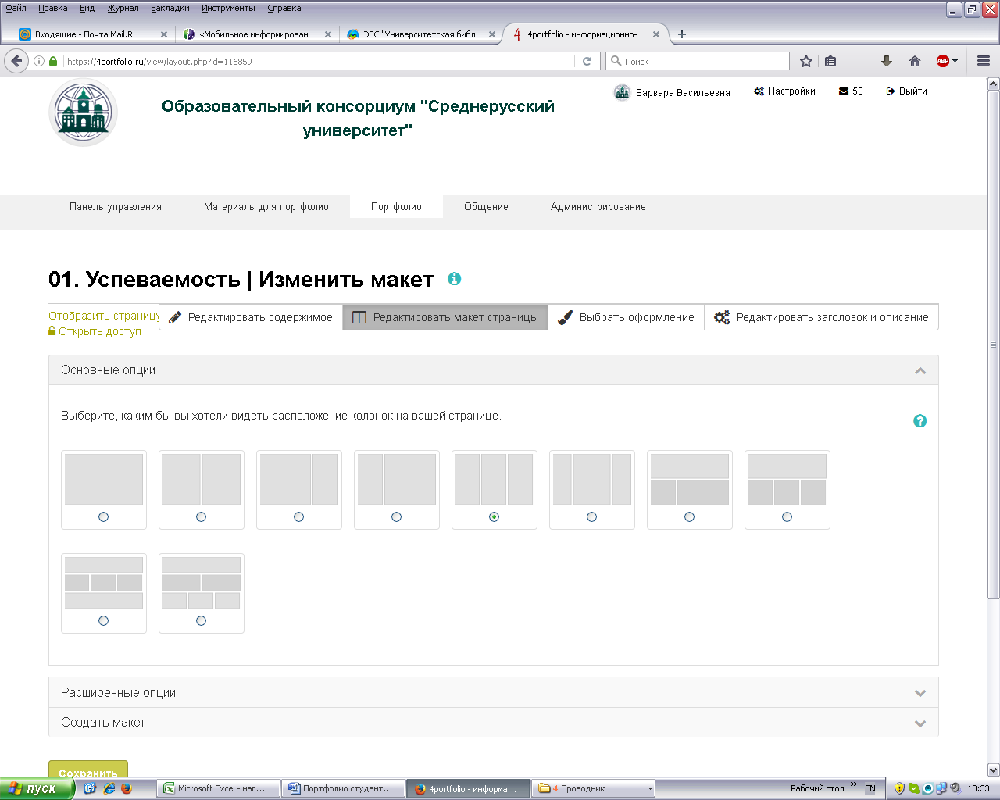 Файл Правка Вид Журнал Закладки Инструменты Справка
Входящие - Почта Mail.Ru
«Мобильное информирован...
ЭБС "Университетская библ...
4portfolio - информационно-...
https://4portfolio.ru/view/layout.php?id=116859
Поиск
ABP
Образовательный консорциум "Среднерусский
университет"
Варвара Васильевна
Настройки
53
Выйти
Панель управления
Материалы для портфолио
Портфолио
Общение
Администрирование
01. Успеваемость | Изменить макет
Отобразить страницу
Открыть доступ
Редактировать содержимое
Редактировать макет страницы
Выбрать оформление
Редактировать заголовок и описание
Основные опции
Выберите, каким бы вы хотели видеть расположение колонок на вашей странице.
Расширенные опции
Создать макет
Сохранить
пуск
Microsoft Excel - наг...
Портфолио студент...
4portfolio - информа...
4 Проводник
Рабочий стол
EN
13:33